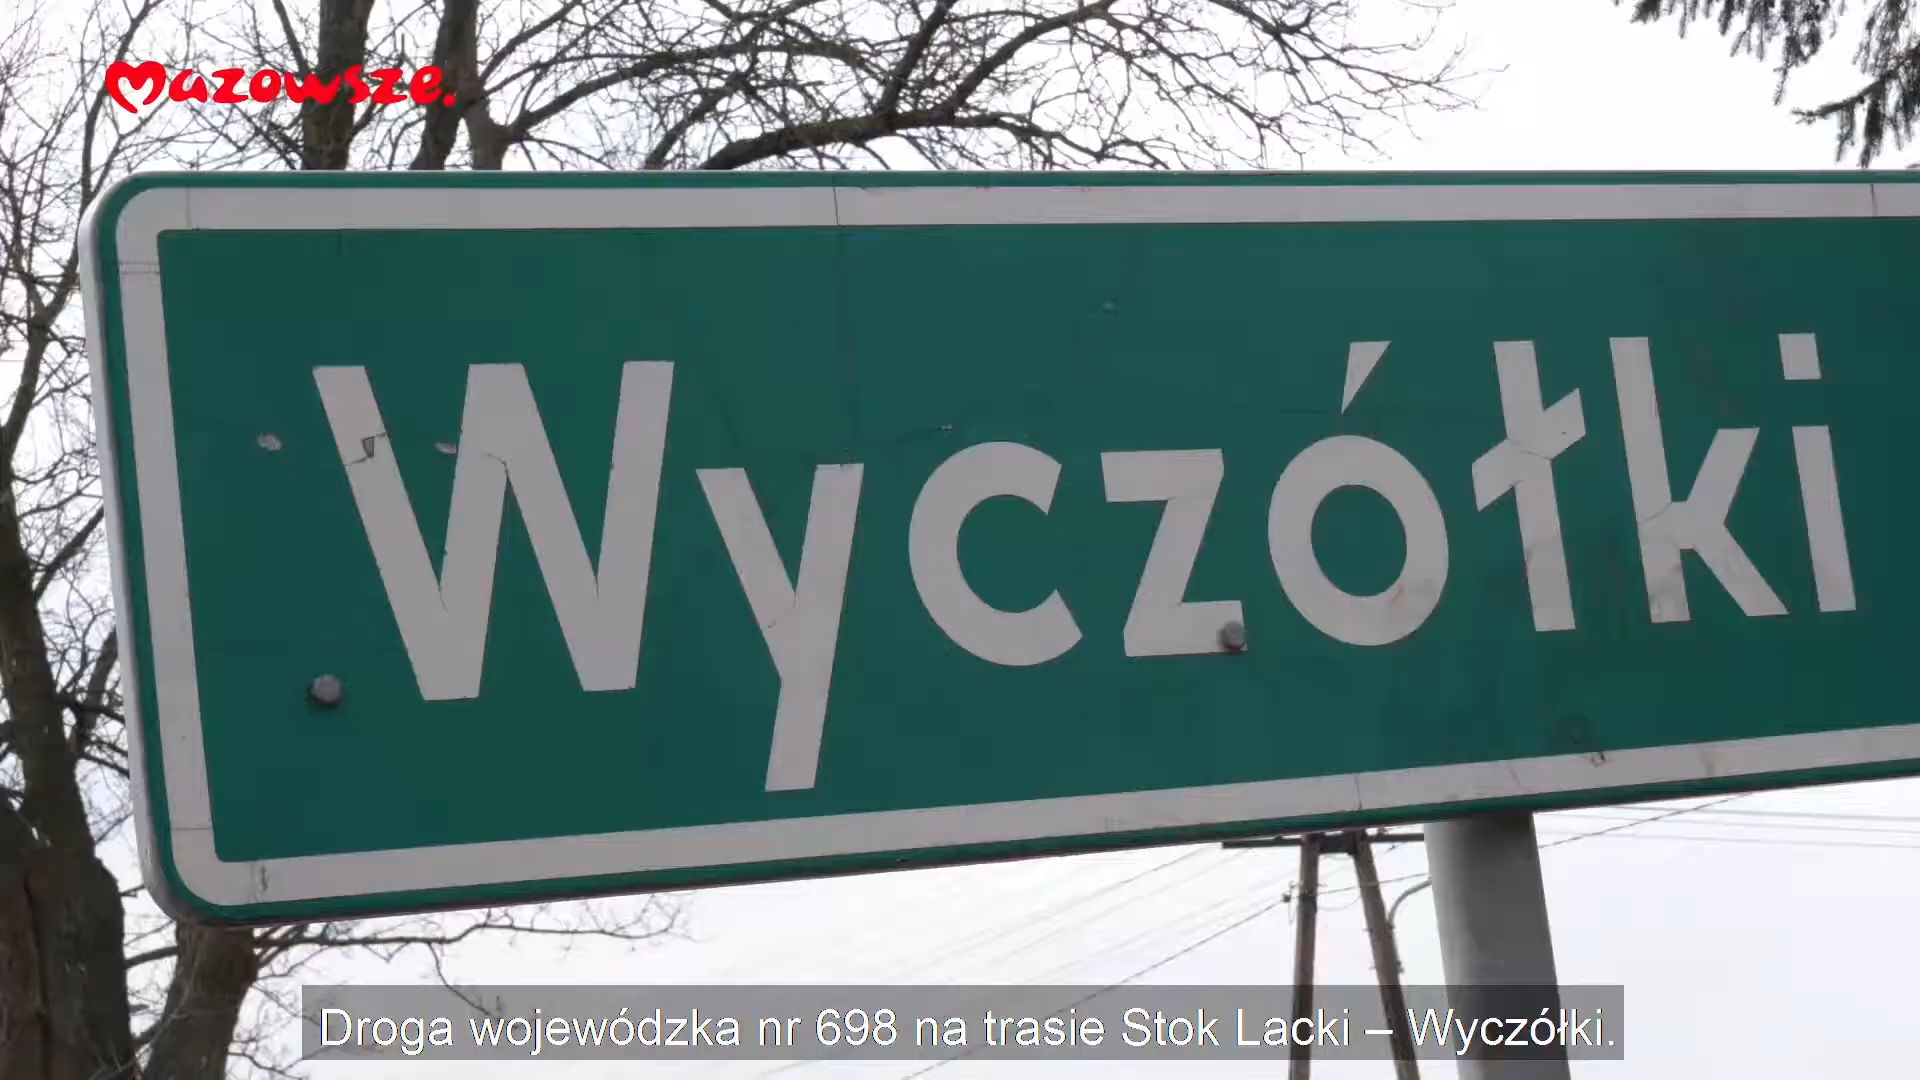 Mazowsze.
Wyczółki
Droga wojewódzka nr 698 na trasie Stok Lacki – Wyczółki.